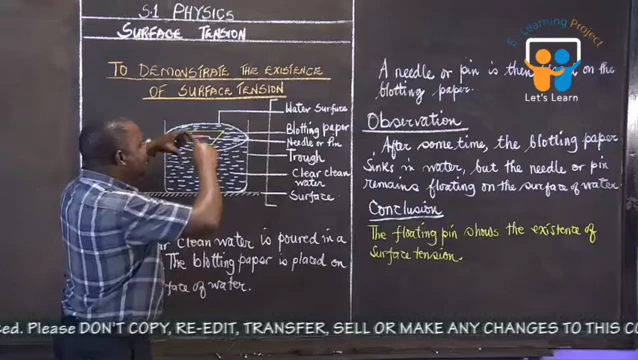 S.1 PHYSICS
SURFACE TENSION
TO DEMONSTRATE THE EXISTENCE
OF SURFACE TENSION
Water surface
Blotting paper
Needle or Pin
Trough
Clear clean
water
Surface
clean water is poured in a
The blotting paper is placed on
of water.
A needle or pin is then on the
blotting paper.
Observation
After some time, the blotting paper
Sinks in water, but the needle or pin
remains floating on the surface of water
Conclusion
The floating pin shows the existence of
Surface tension.
E Learning Project
Let's Learn
Please DON'T COPY, RE-EDIT, TRANSFER, SELL OR MAKE ANY CHANGES TO THIS